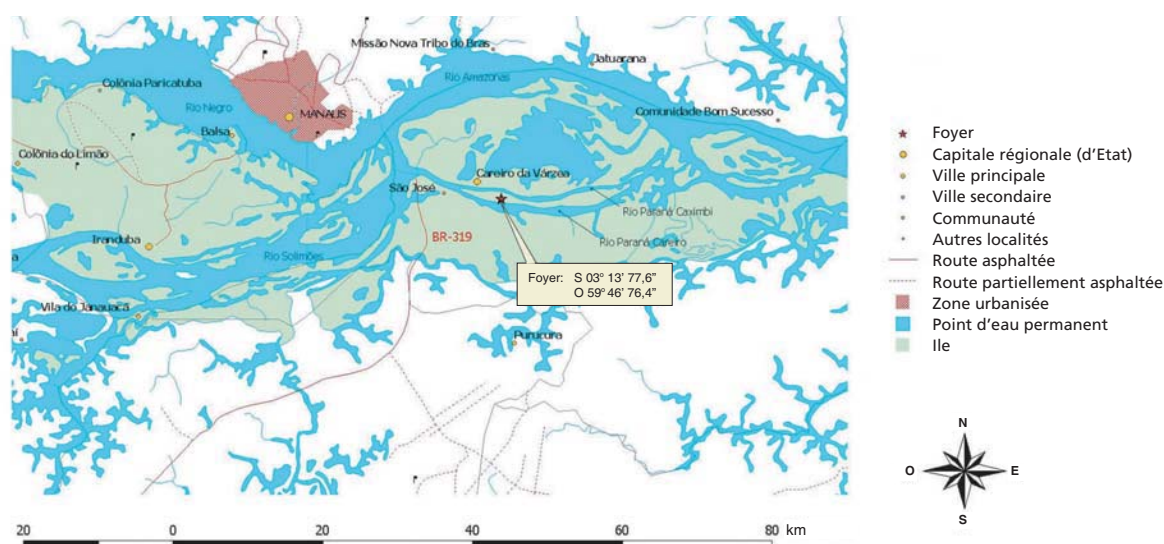 Missão Nova Tribo do Bras
Jatuarana
Rio Amazonas
Colônia Paricatuba
Rio Negro
MANAUS
Comunidade Bom Sucesso
Balsa
Colônia do Limão
Careiro da Várzea
São José
Rio Paraná Caximbi
Iranduba
BR-319
Rio Paraná Careiro
Rio Solimões
Foyer: S 03° 13’ 77,6”
O 59° 46’ 76,4”
Vila do Janauacá
Purucura
Foyer
Capitale régionale (d’Etat)
Ville principale
Ville secondaire
Communauté
Autres localités
Route asphaltée
Route partiellement asphaltée
Zone urbanisée
Point d’eau permanent
Ile
N
O E
S
20 0 20 40 60 80 km